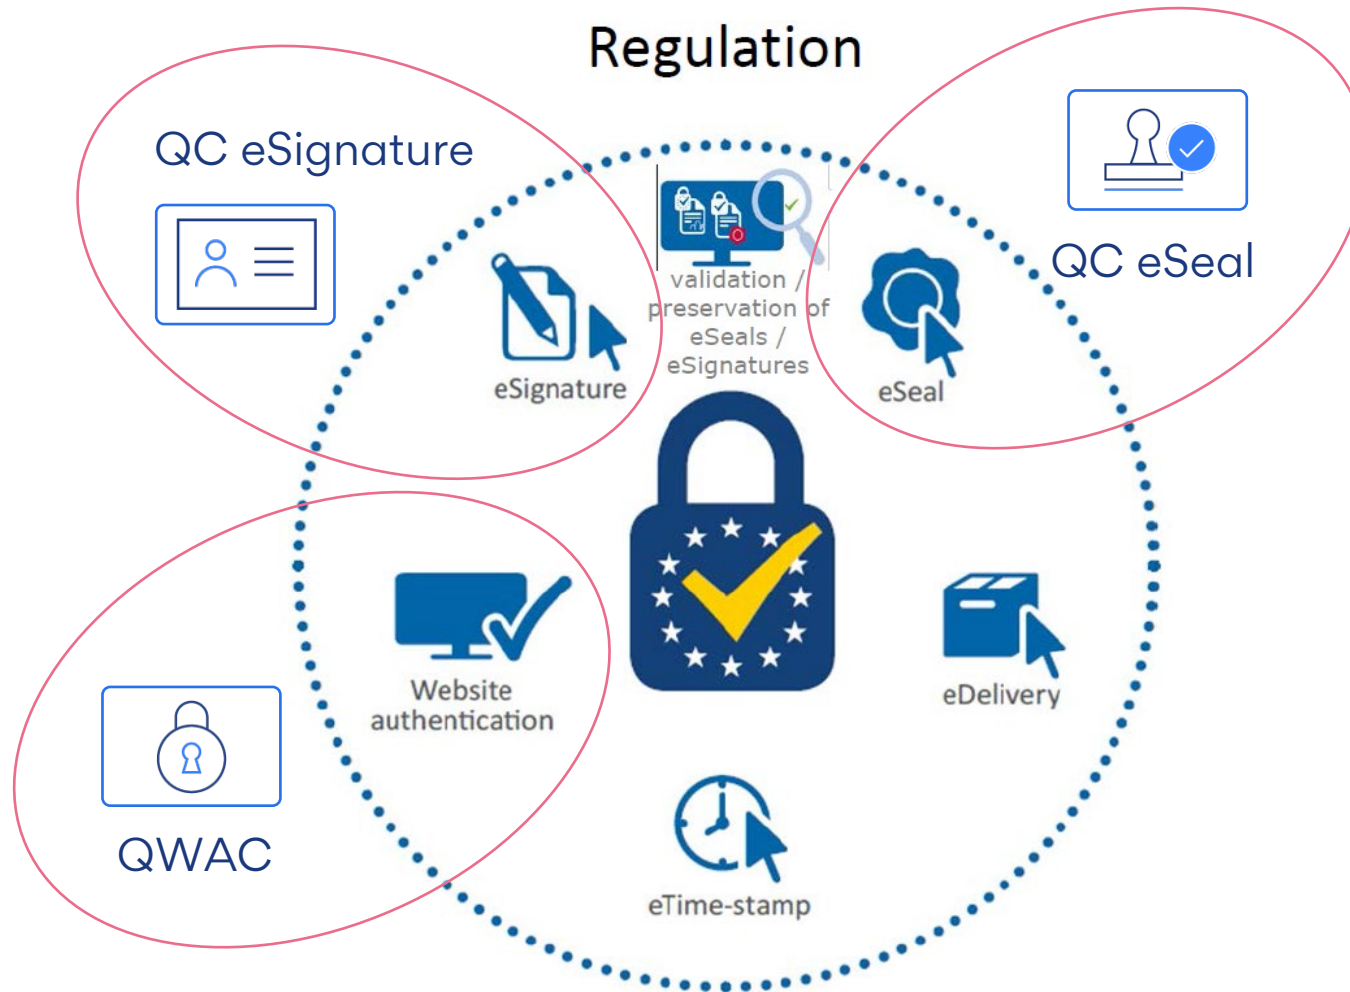 Regulation
QC eSignature
QC eSeal
validation /
preservation of
eSeals /
eSignatures
eSignature
eSeal
Website
authentication
eDelivery
QWAC
eTime-stamp